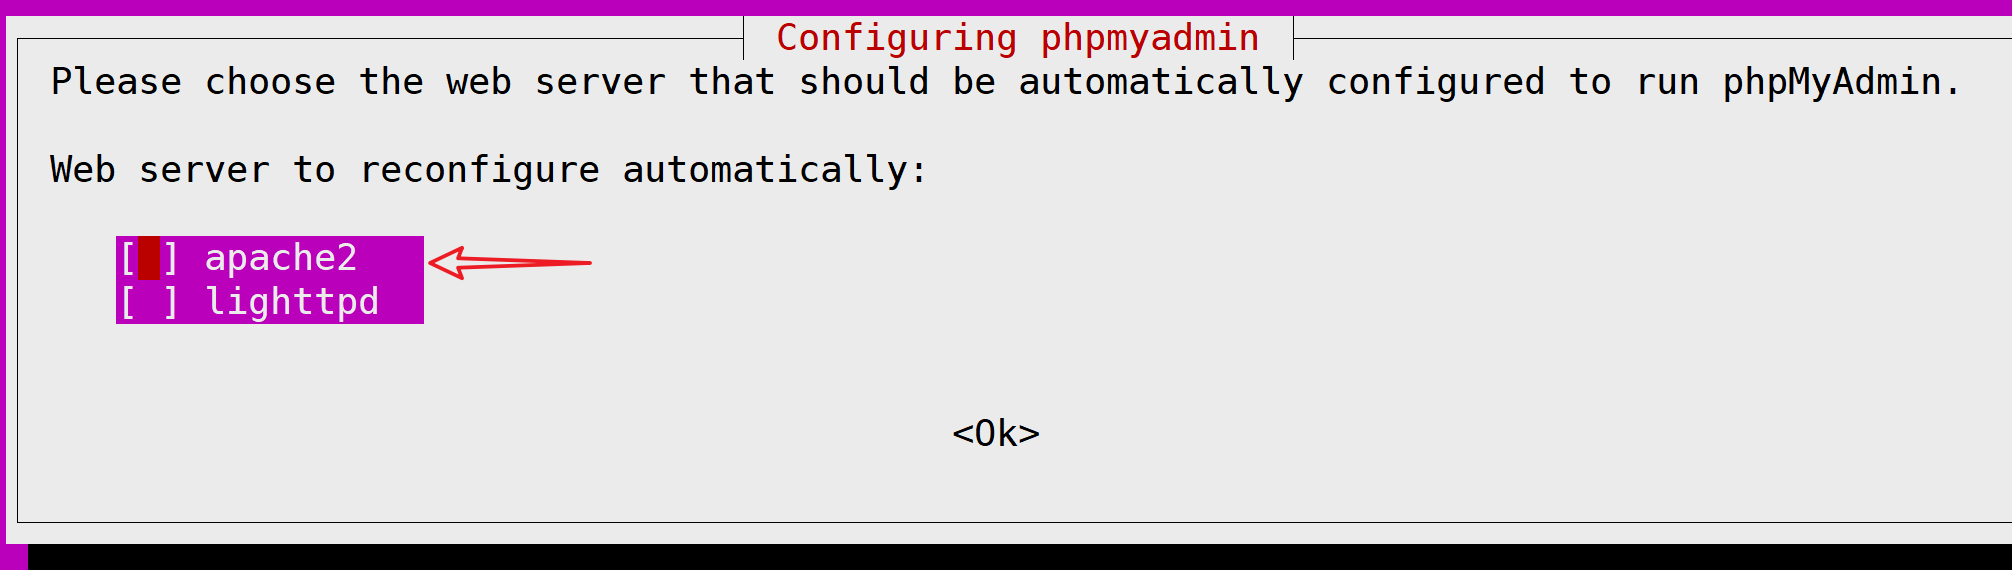 Configuring phpmyadmin
Please choose the web server that should be automatically configured to run phpMyAdmin.
Web server to reconfigure automatically:
[ ] apache2
[ ] lighttpd
<Ok>